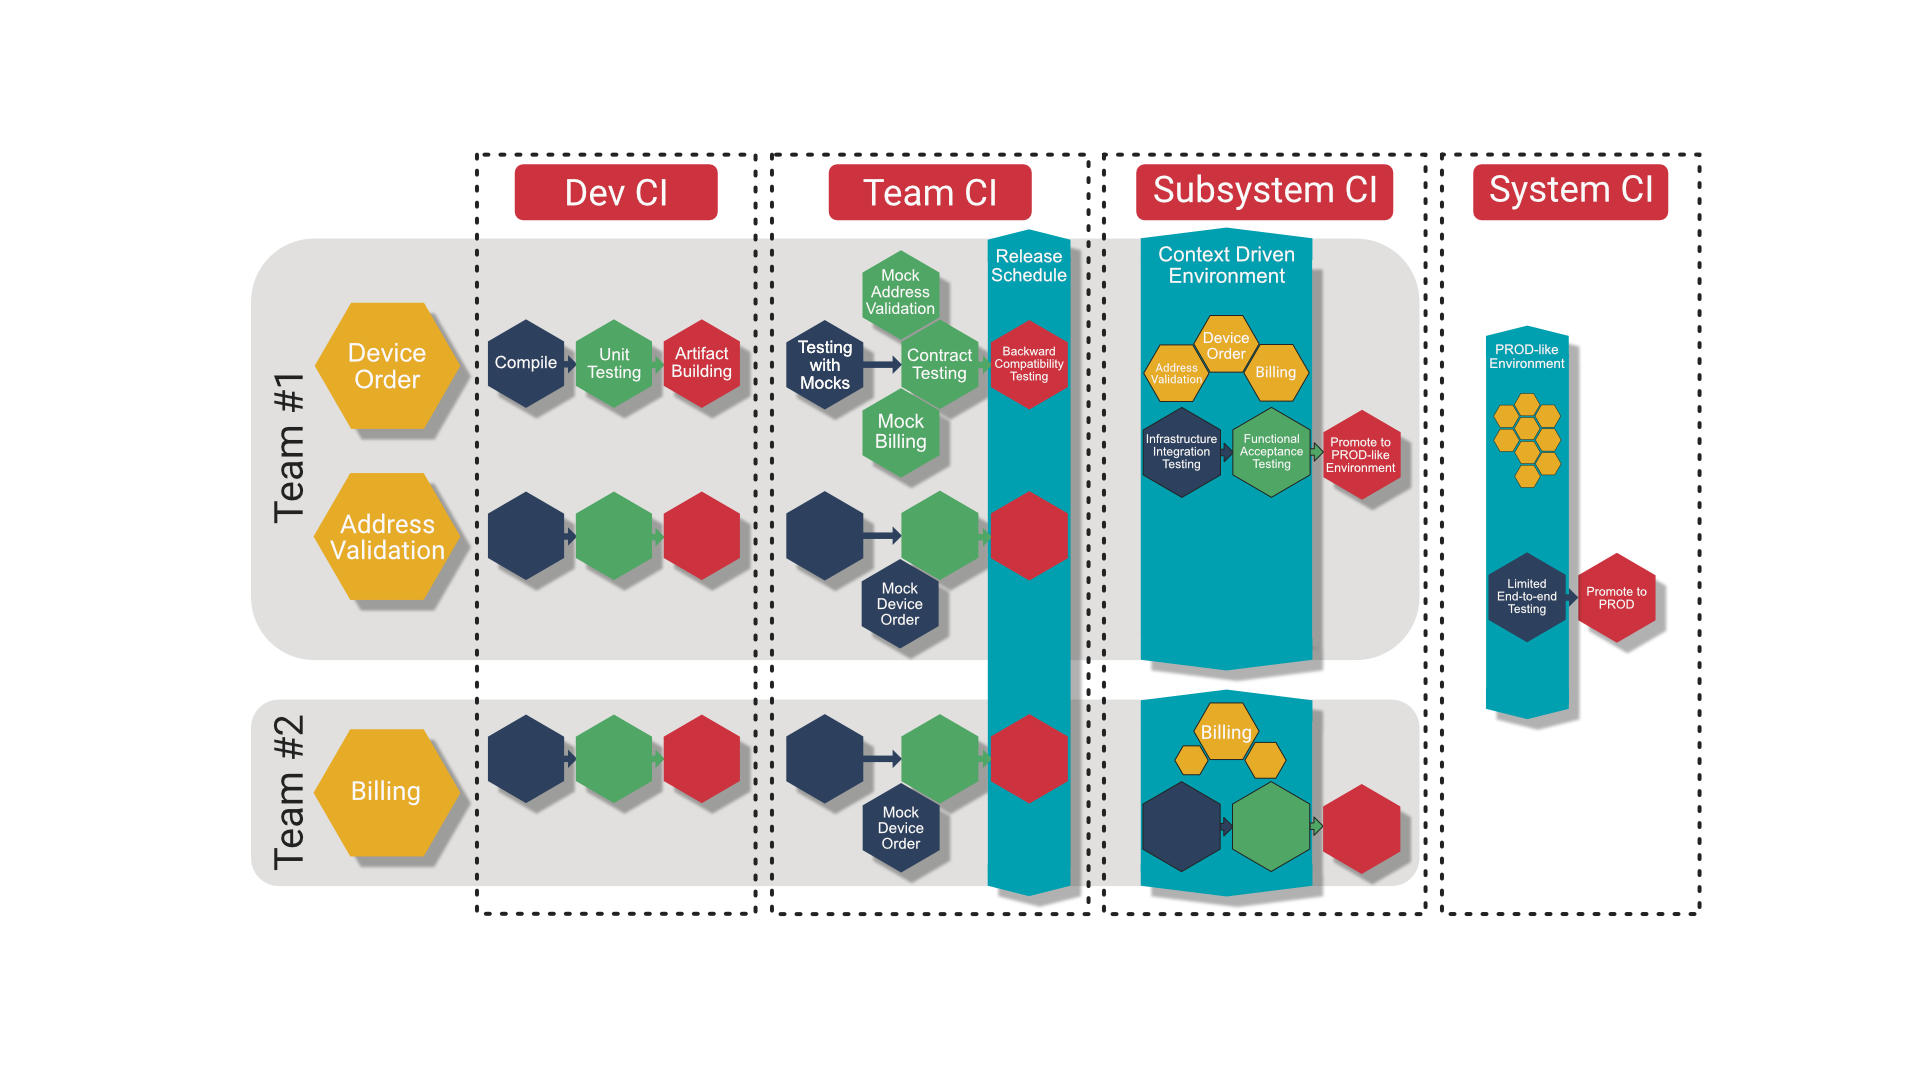 Dev CI
Team CI
Subsystem CI
System CI
Team #1
Device
Order
Compile
Unit
Testing
Artifact
Building
Testing
with
Mocks
Mock
Address
Validation
Contract
Testing
Mock
Billing
Release
Schedule
Backward
Compatibility
Testing
Context Driven
Environment
Device
Order
Address
Validation
Billing
Infrastructure
Integration
Testing
Functional
Acceptance
Testing
Promote to
PROD-like
Environment
PROD-like
Environment
Limited
End-to-end
Testing
Promote to
PROD
Address
Validation
Mock
Device
Order
Team #2
Billing
Mock
Device
Order
Billing